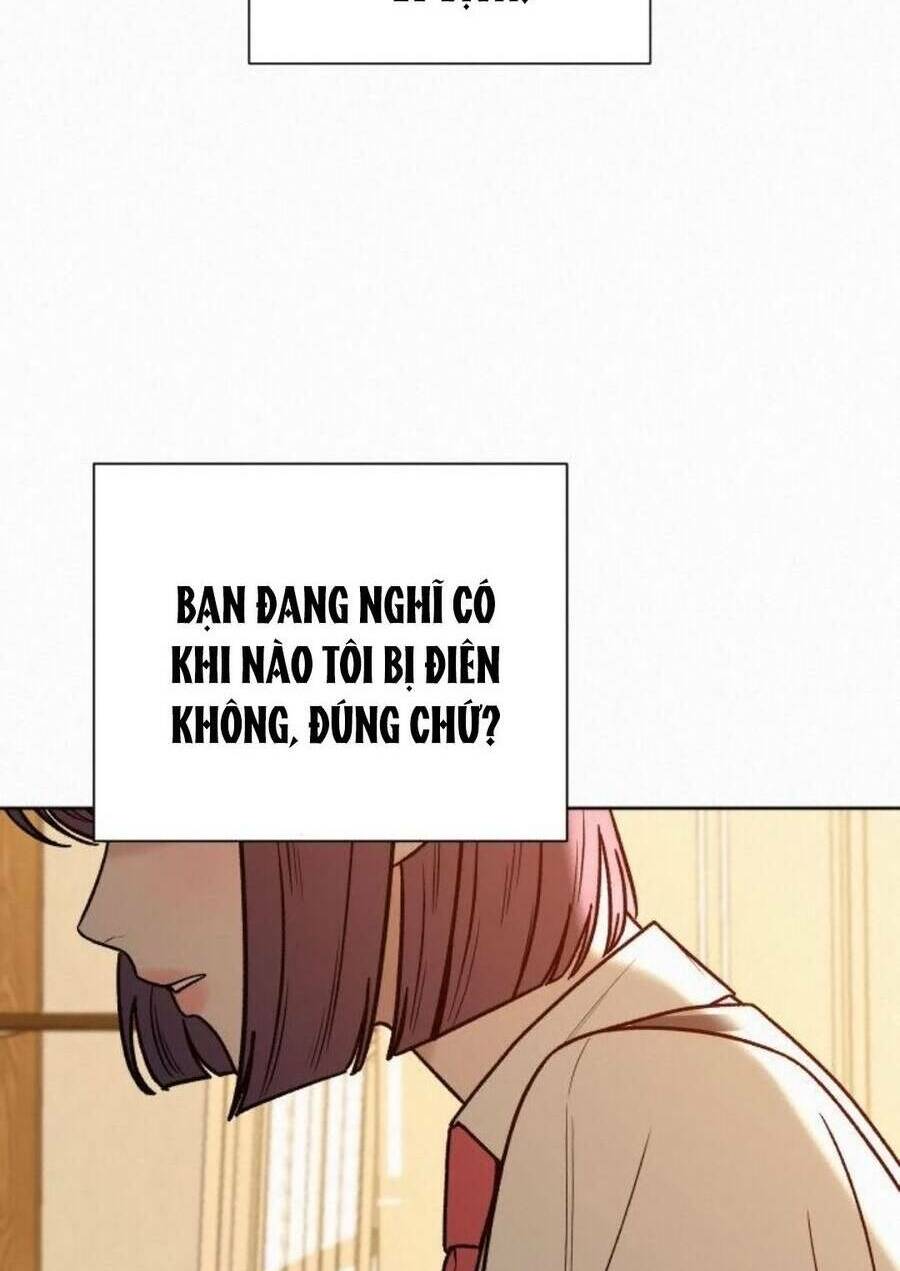 BẠN ĐANG NGHĨ CÓ
KHI NÀO TÔI BỊ ĐIÊN
KHÔNG, ĐÚNG CHỨ?